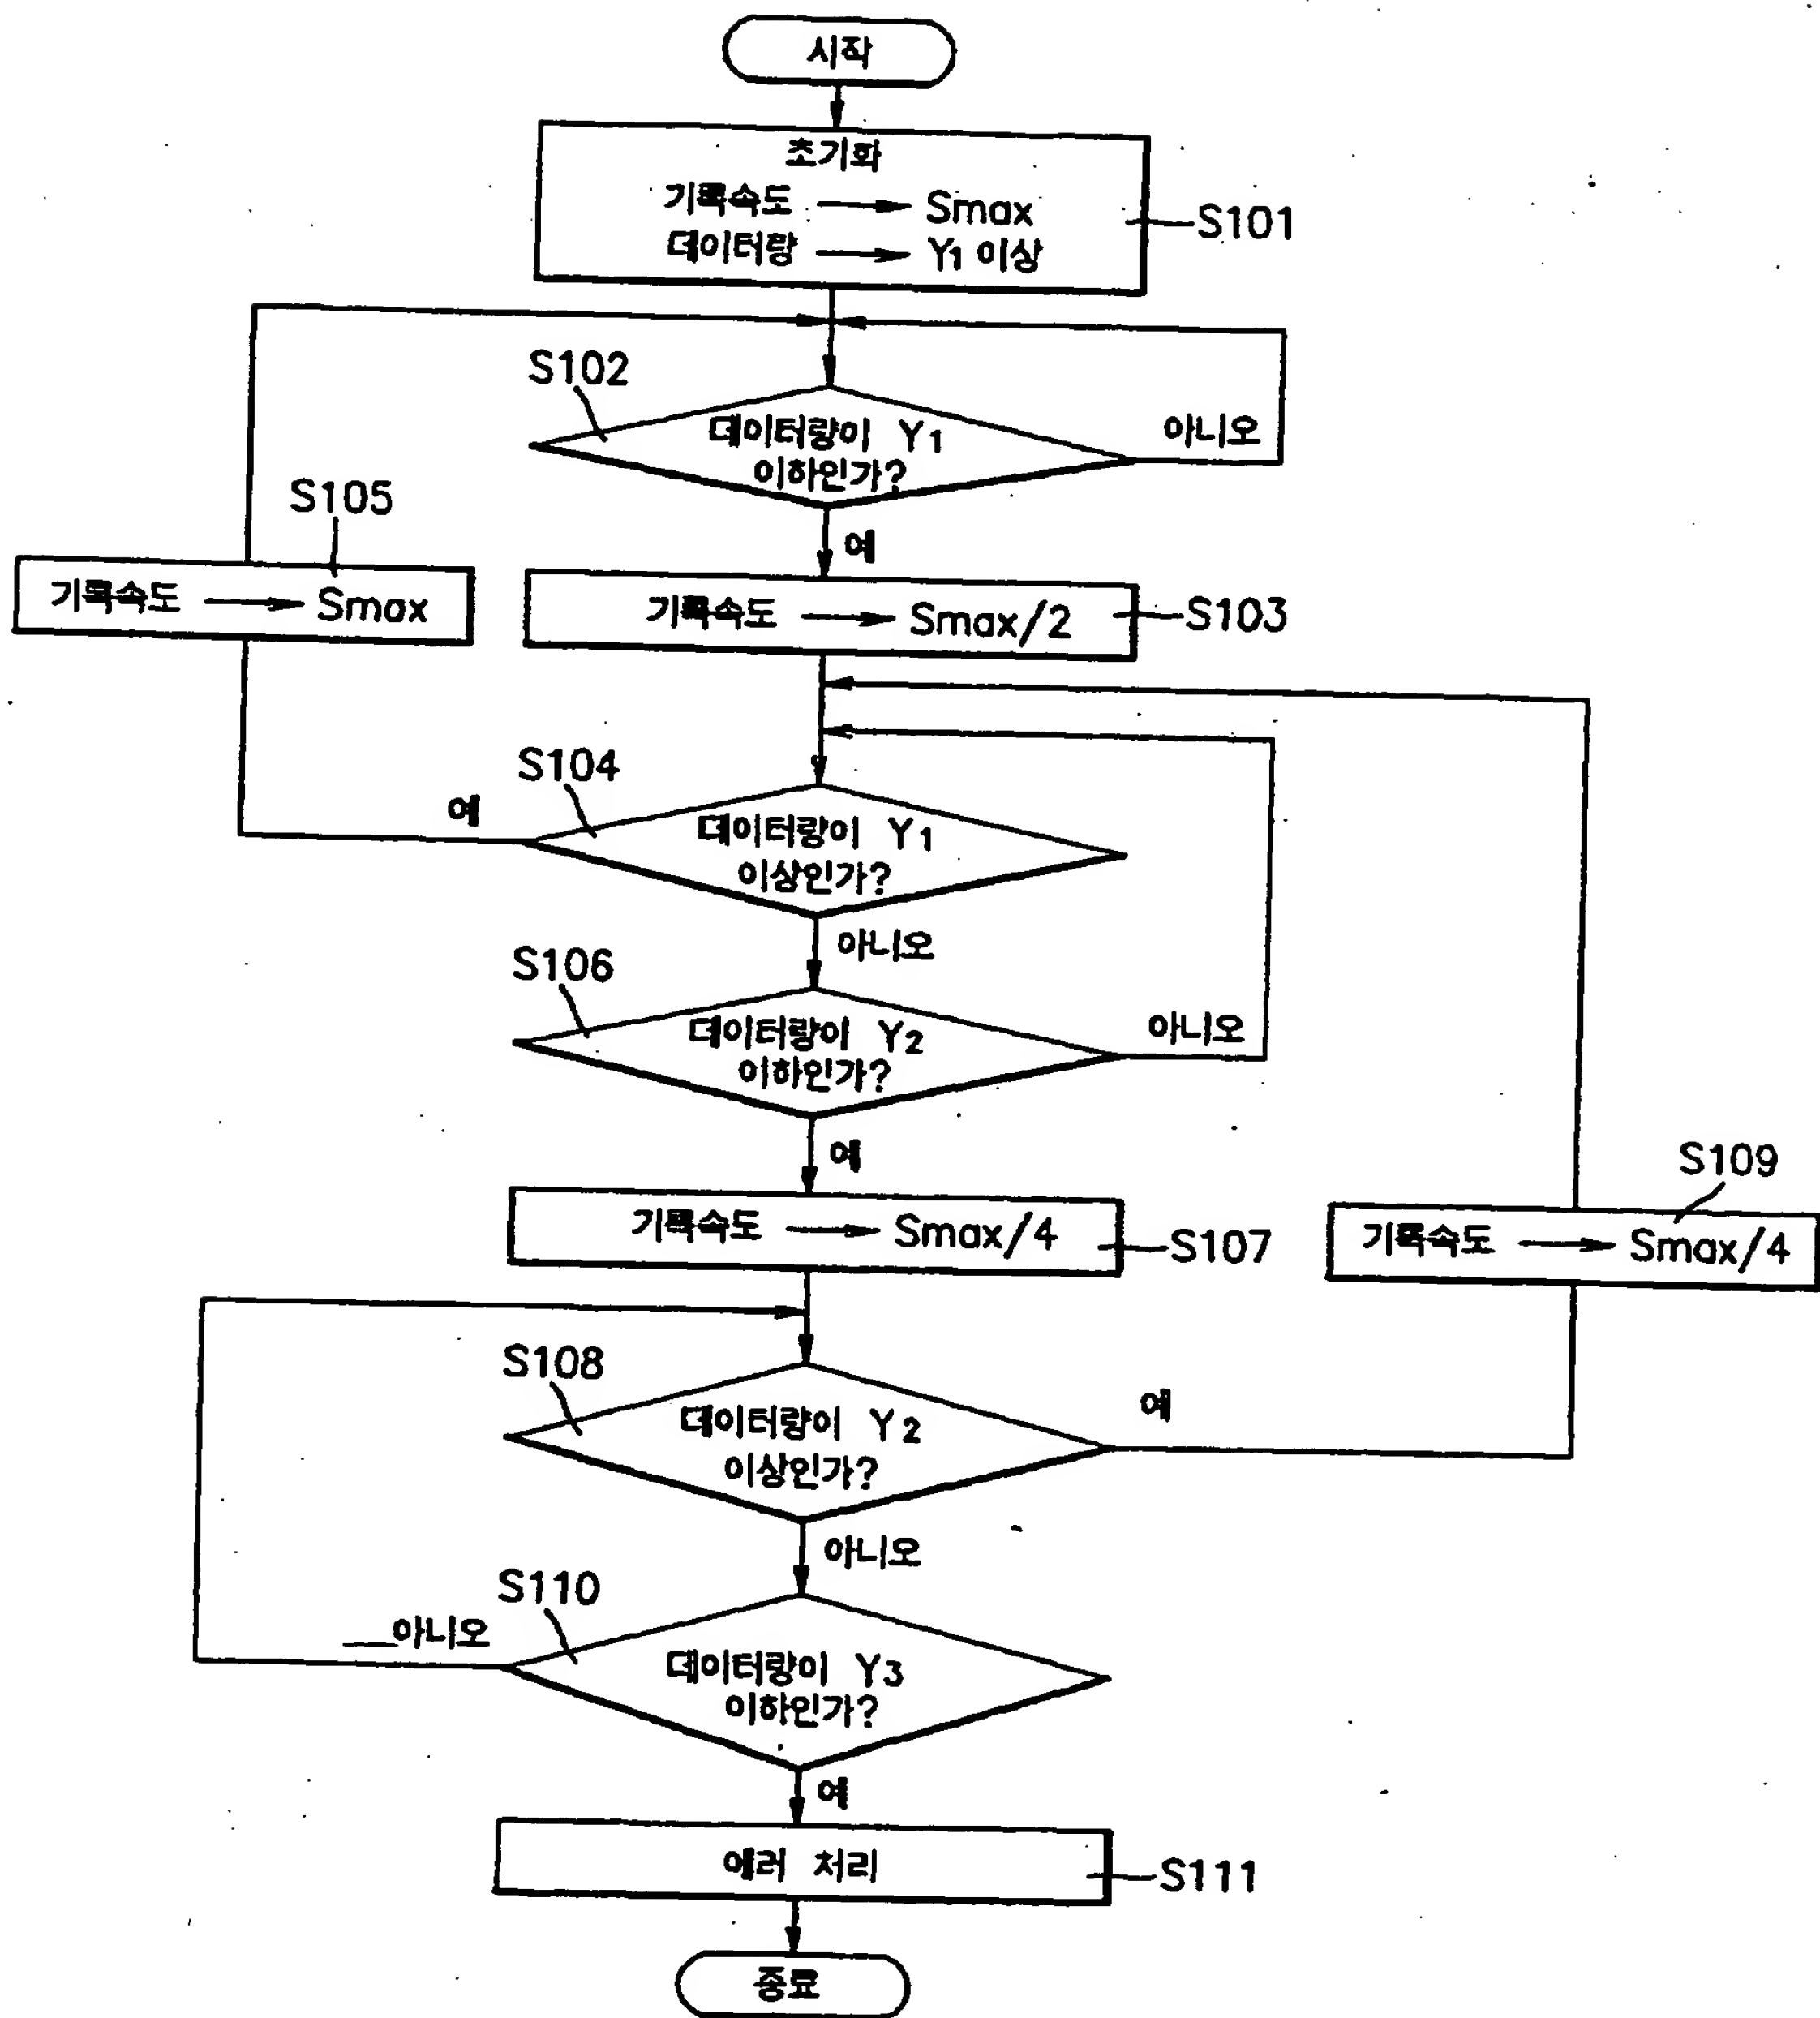 시작
초기화
기록속도 → Smax
데이터량 → Y1 이상
S101
S102
데이터량이 Y1
이하인가?
아니오
예
S105
기록속도 → Smax
기록속도 → Smax/2
S103
S104
예
데이터량이 Y1
이상인가?
아니오
S106
데이터량이 Y2
이하인가?
아니오
예
S109
기록속도 → Smax/4
S107
기록속도 → Smax/4
S108
데이터량이 Y2
이상인가?
예
아니오
S110
아니오
데이터량이 Y3
이하인가?
예
에러 처리
S111
종료